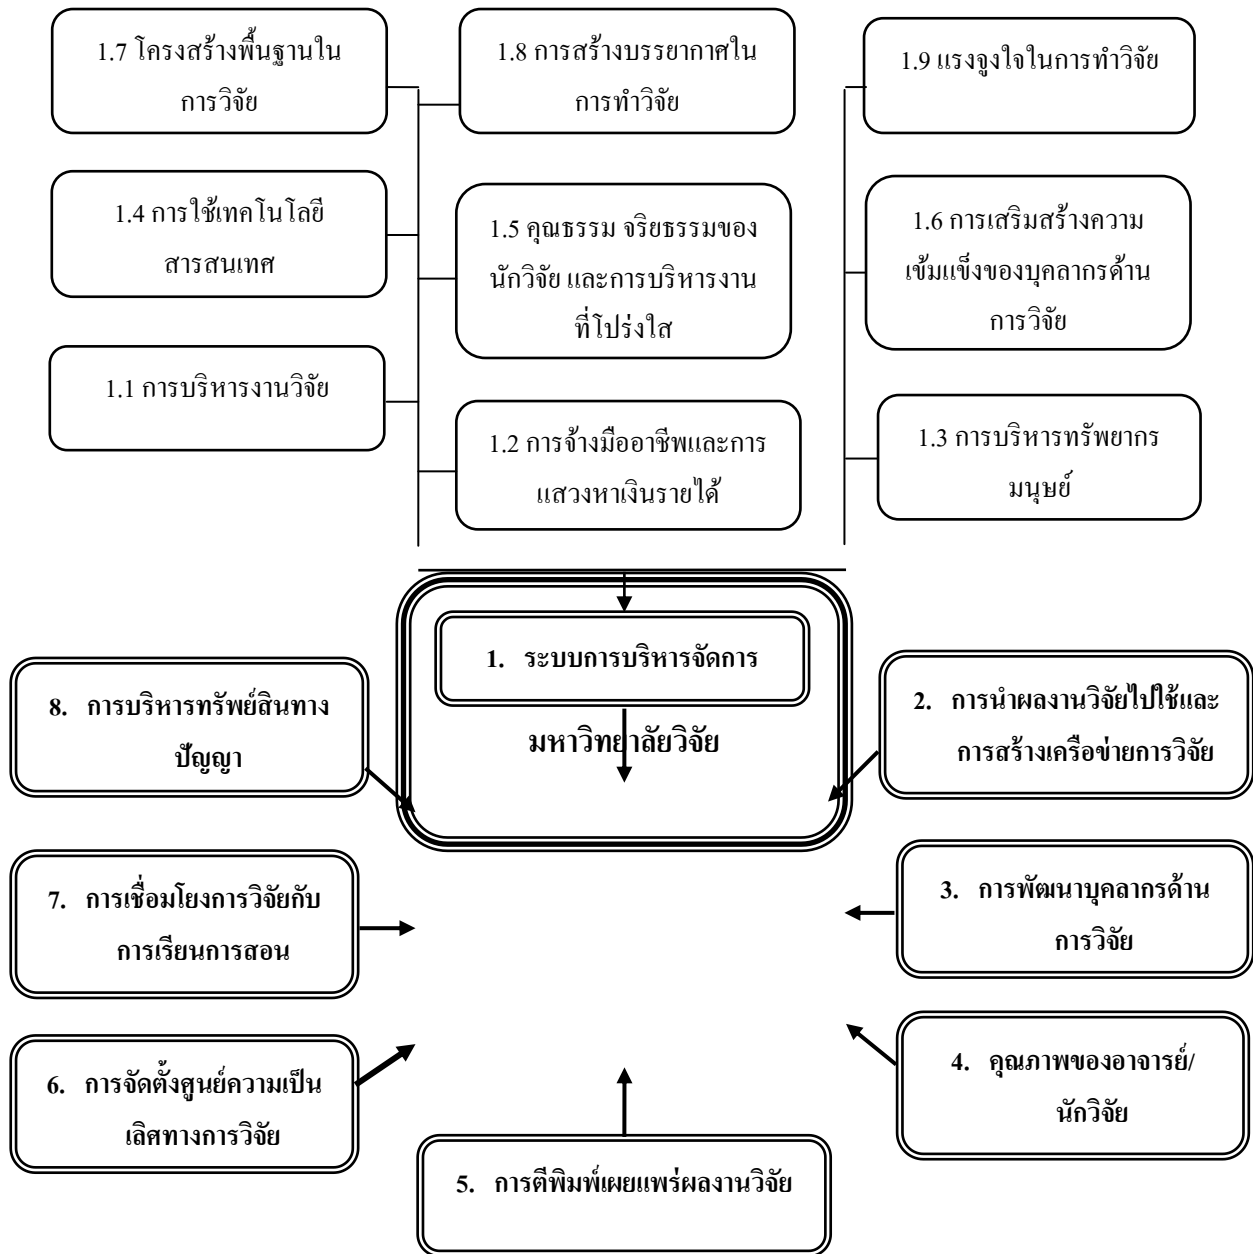 1.7 โครงสร้างพื้นฐานใน
การวิจัย
1.8 การสร้างบรรยากาศใน
การทำวิจัย
1.9 แรงจูงใจในการทำวิจัย
1.4 การใช้เทคโนโลยี
สารสนเทศ
1.5 คุณธรรม จริยธรรมของ
นักวิจัย และการบริหารงาน
ที่โปร่งใส
1.6 การเสริมสร้างความ
เข้มแข็งของบุคลากรด้าน
การวิจัย
1.1 การบริหารงานวิจัย
1.2 การจ้างมืออาชีพและการ
แสวงหาเงินรายได้
1.3 การบริหารทรัพยากร
มนุษย์
1. ระบบการบริหารจัดการ
มหาวิทยาลัยวิจัย
8. การบริหารทรัพย์สินทาง
ปัญญา
2. การนำผลงานวิจัยไปใช้และ
การสร้างเครือข่ายการวิจัย
7. การเชื่อมโยงการวิจัยกับ
การเรียนการสอน
3. การพัฒนาบุคลากรด้าน
การวิจัย
6. การจัดตั้งศูนย์ความเป็น
เลิศทางการวิจัย
4. คุณภาพของอาจารย์/
นักวิจัย
5. การตีพิมพ์เผยแพร่ผลงานวิจัย